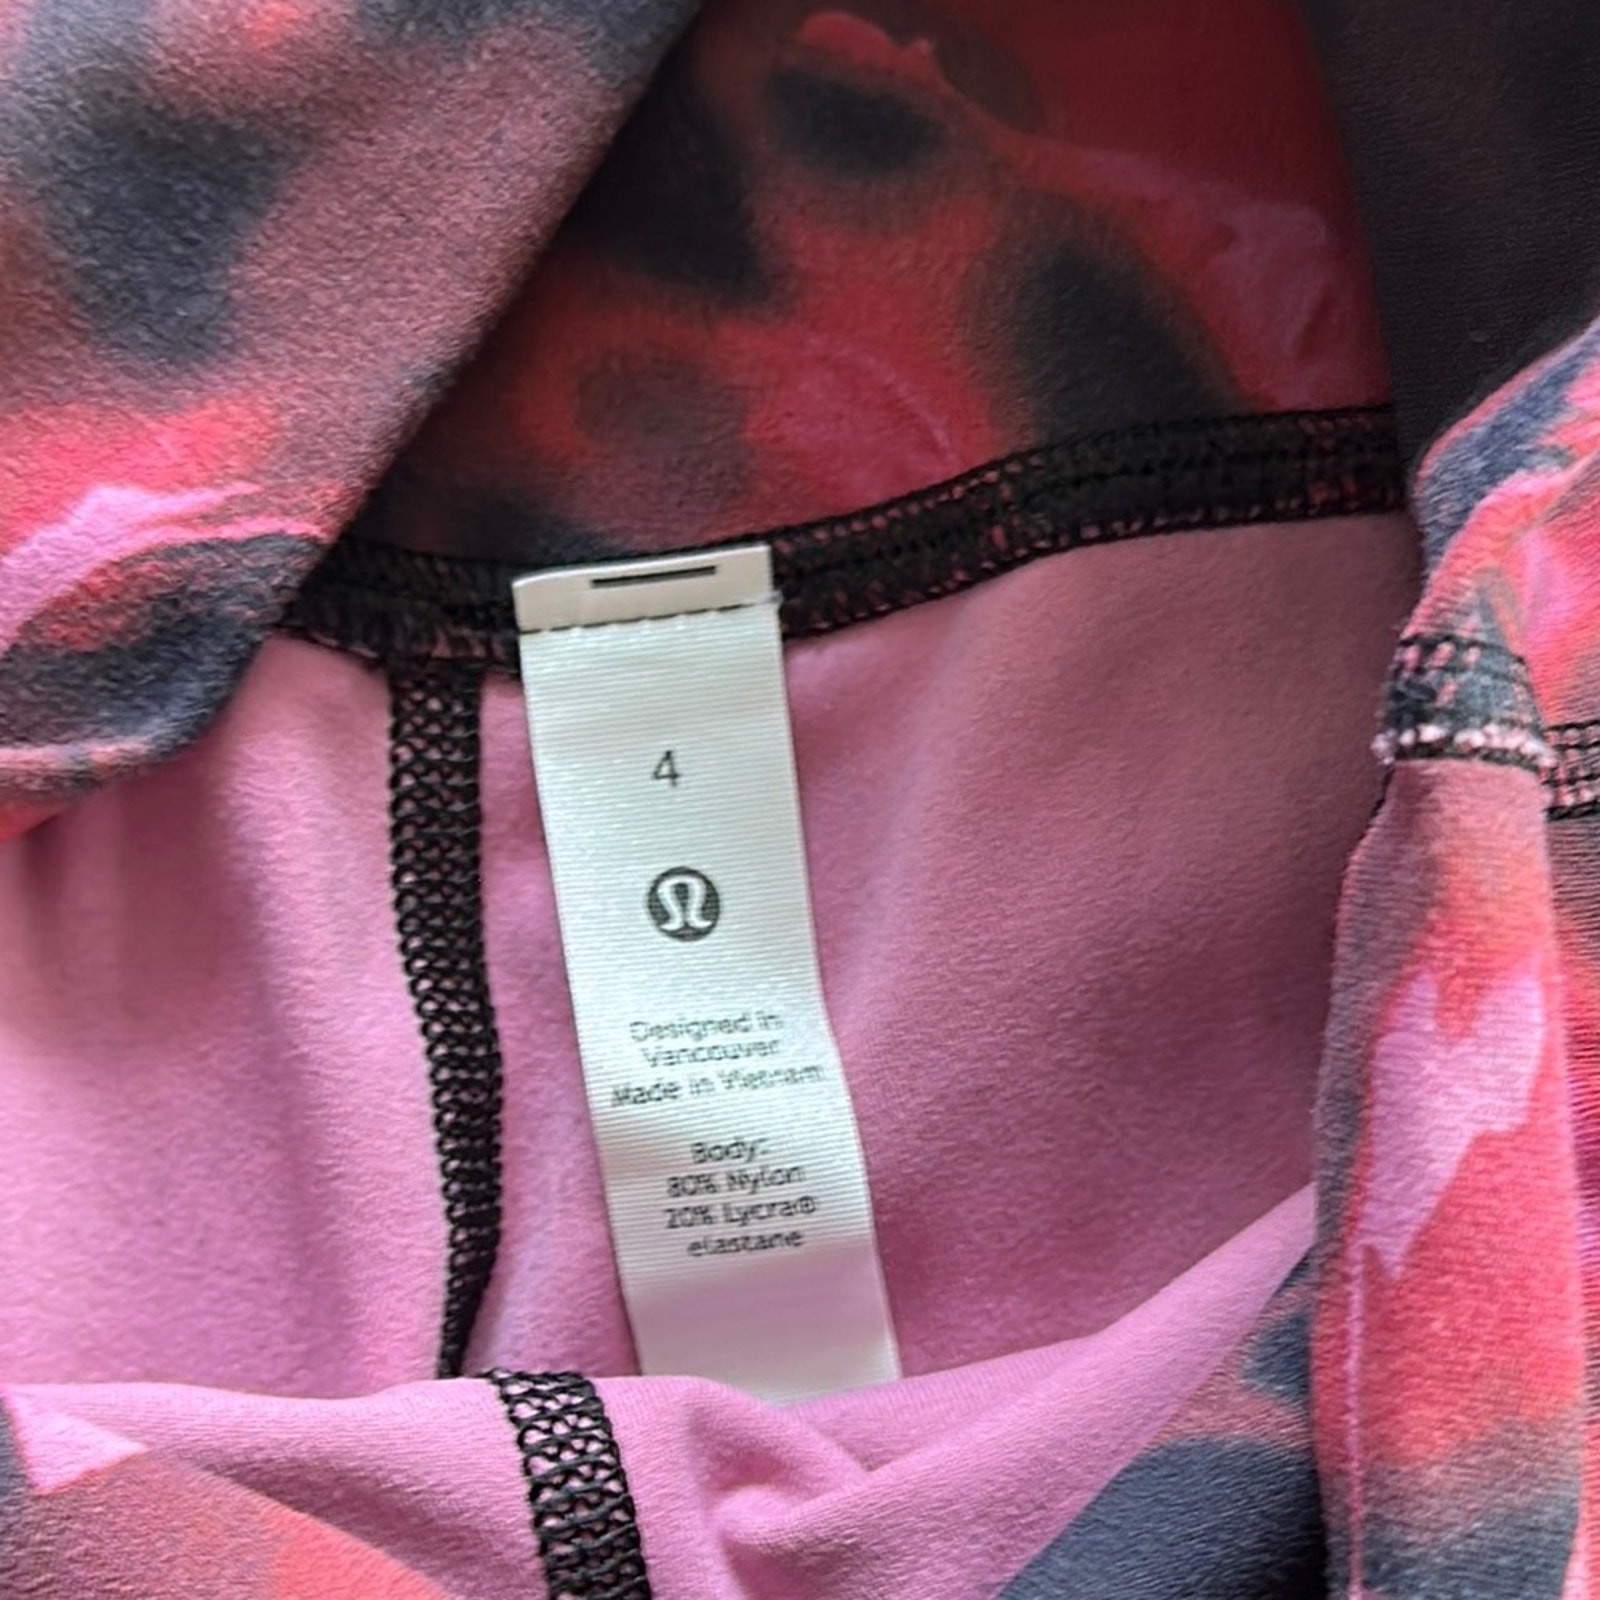 4
Designed in
Vancouver
Made in Vietnam
Body:
80% Nylon
20% Lycra®
elastane